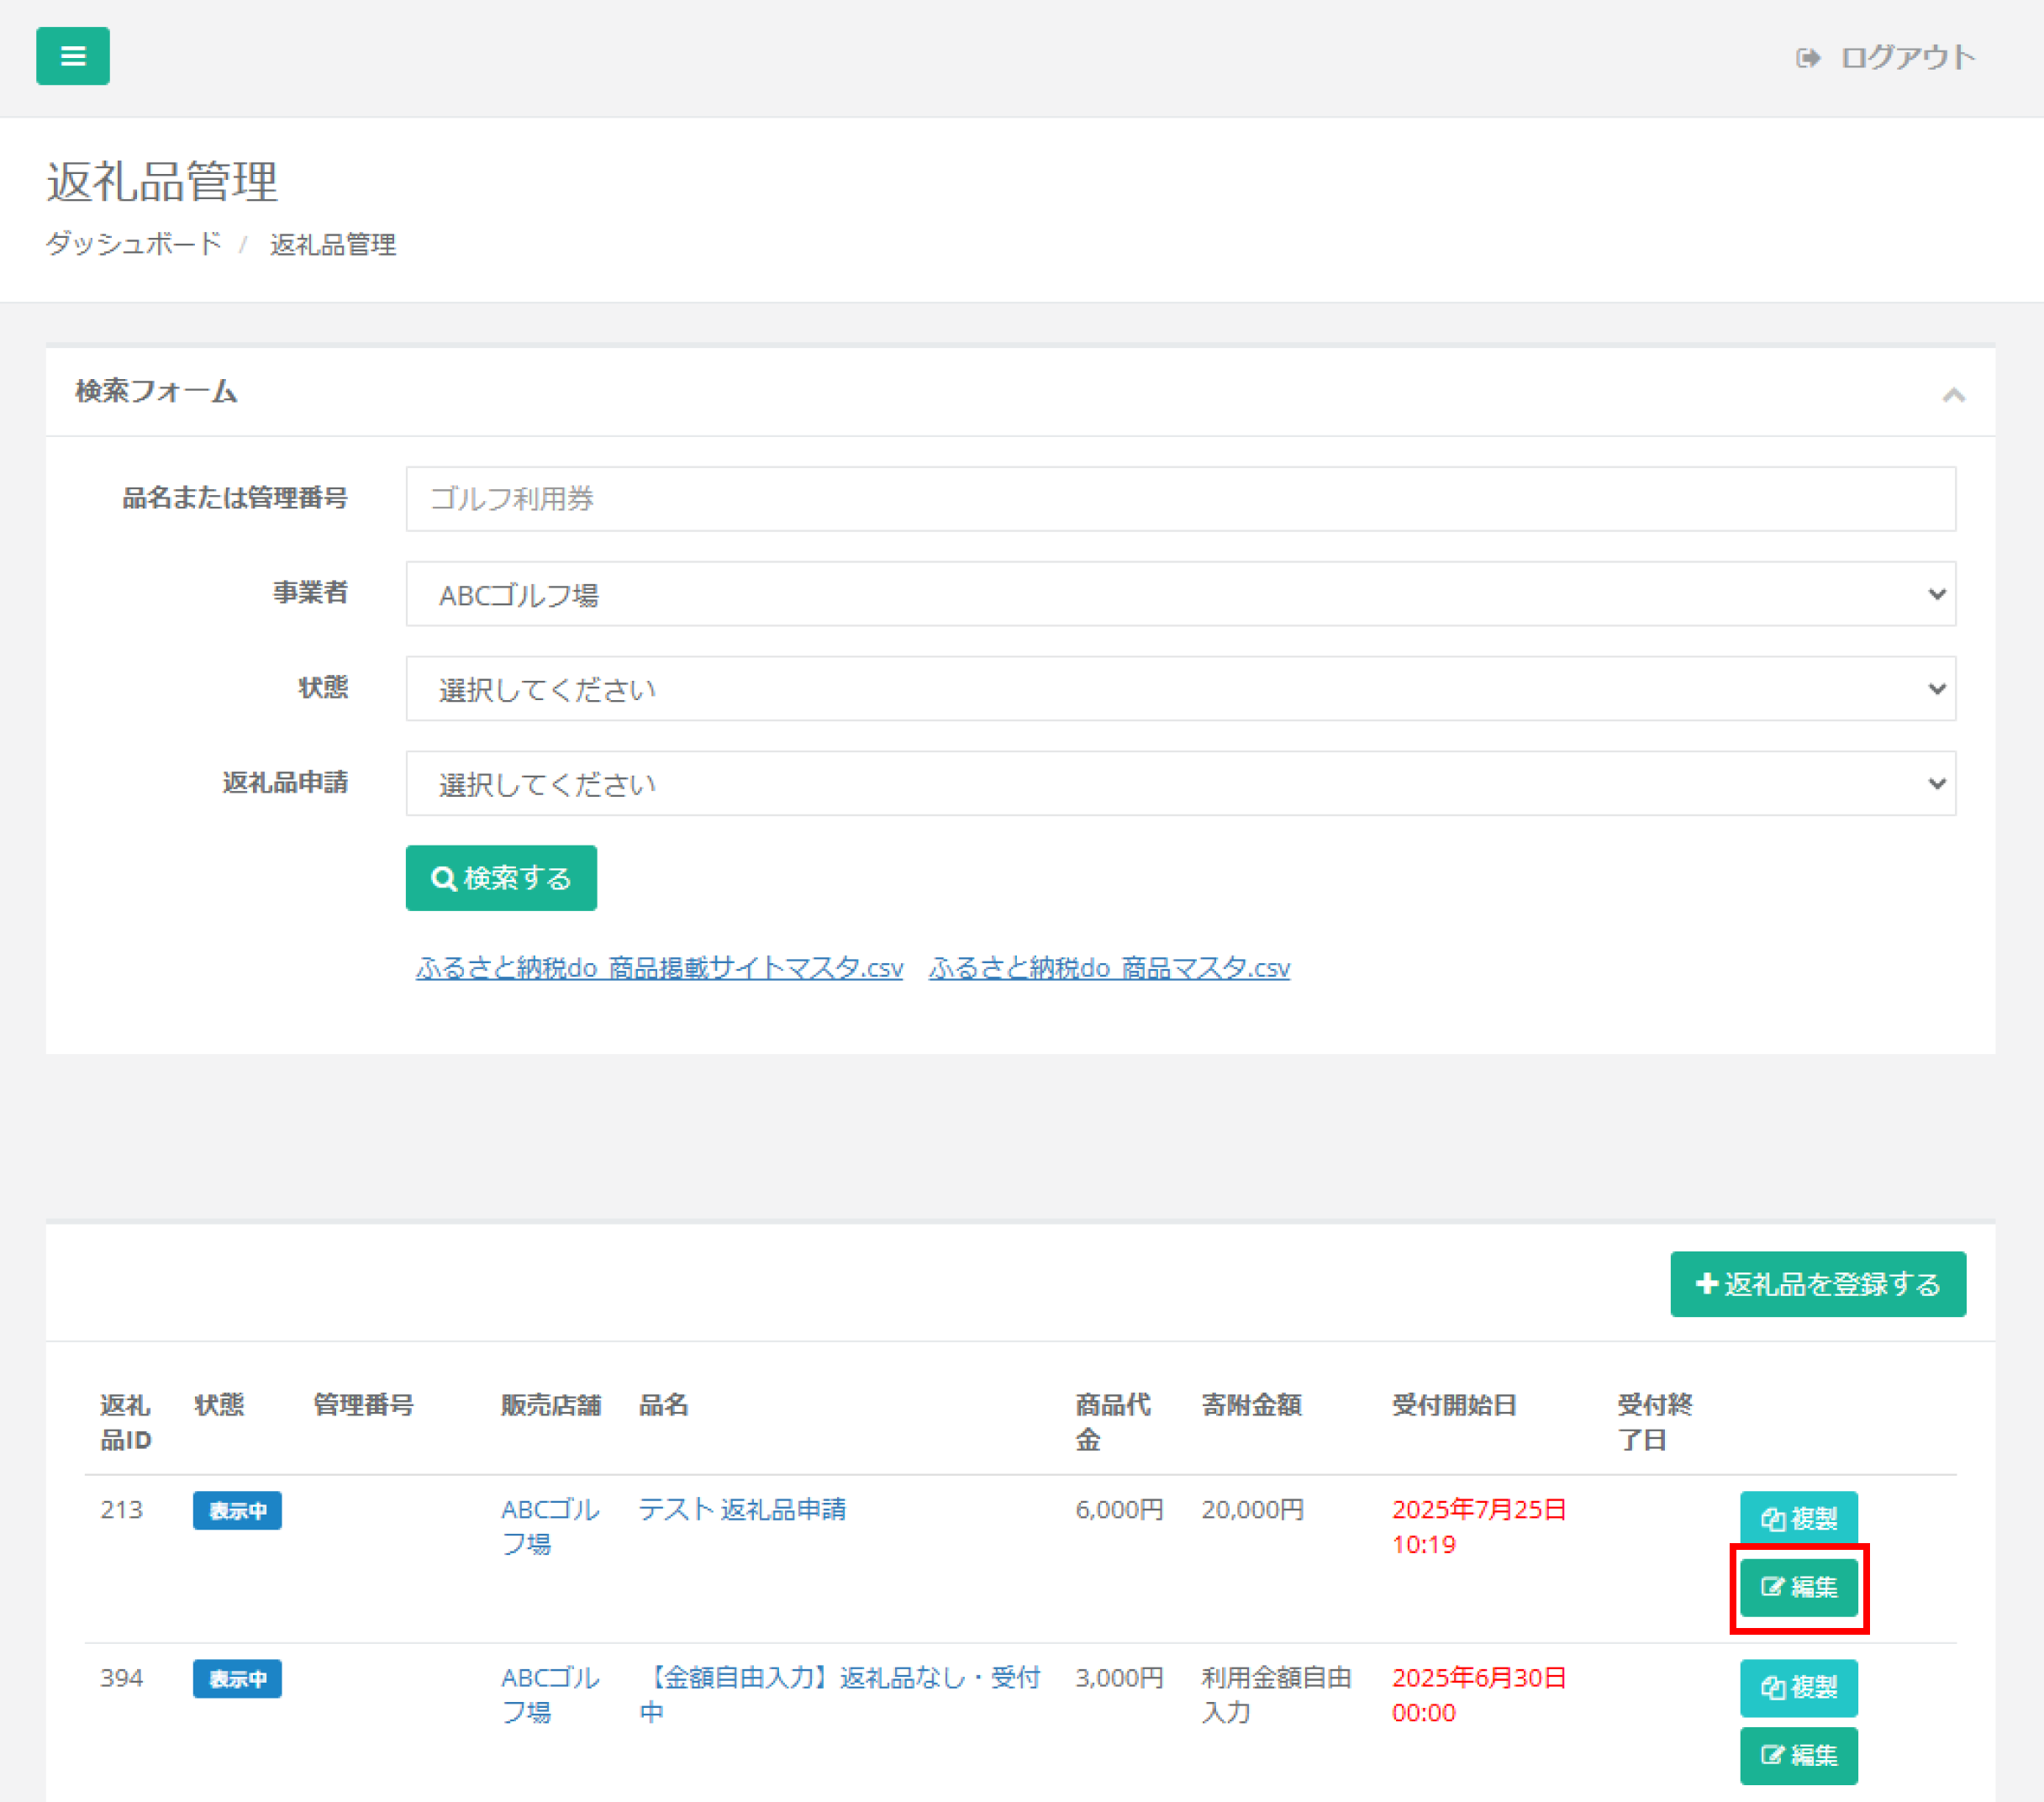 ログアウト
返礼品管理
ダッシュボード / 返礼品管理
検索フォーム
品名または管理番号 ゴルフ利用券
事業者 ABCゴルフ場
状態 選択してください
返礼品申請 選択してください
検索する
ふるさと納税do_商品掲載サイトマスタ.csv ふるさと納税do_商品マスタ.csv
返礼品を登録する
返礼 状態 管理番号 販売店舗 品名 商品代 寄附金額 受付開始日 受付終
品ID 金 了日
213 表示中 ABCゴル テスト 返礼品申請 6,000円 20,000円 2025年7月25日 複製
フ場 10:19
編集
394 表示中 ABCゴル 【金額自由入力】返礼品なし・受付 3,000円 利用金額自由 2025年6月30日 複製
フ場 中 入力 00:00
編集